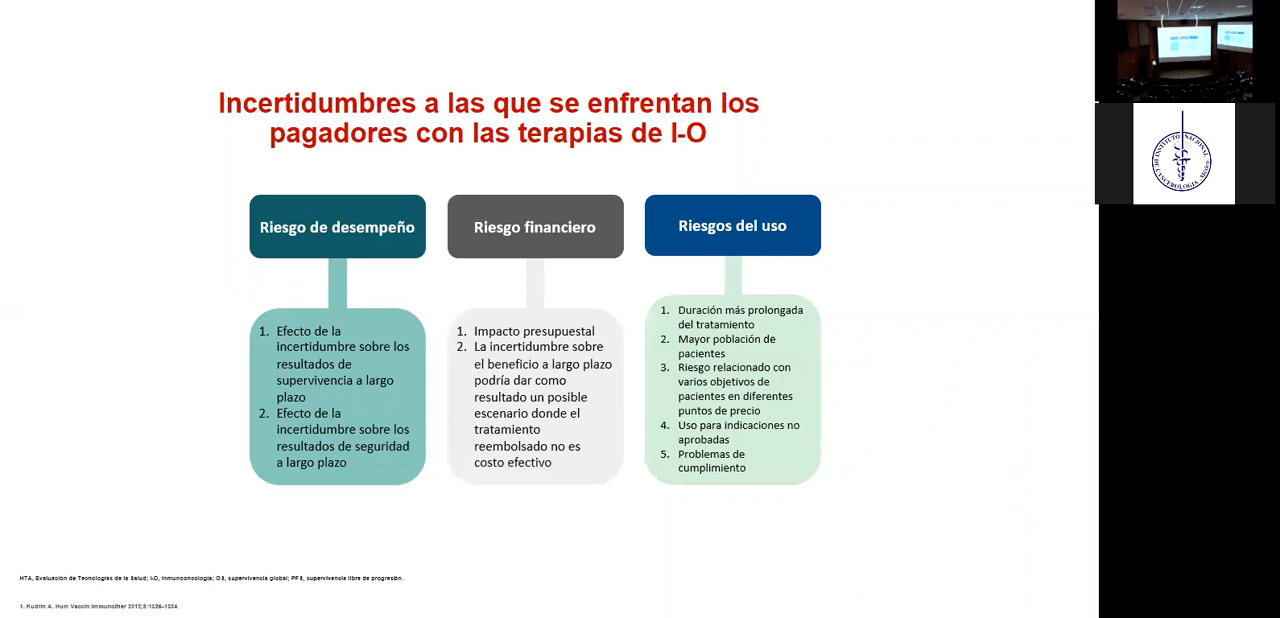 Incertidumbres a las que se enfrentan los
pagadores con las terapias de I-O
Riesgo de desempeño
1. Efecto de la
incertidumbre sobre los
resultados de
supervivencia a largo
plazo
2. Efecto de la
incertidumbre sobre los
resultados de seguridad
a largo plazo
Riesgo financiero
1. Impacto presupuestal
2. La incertidumbre sobre
el beneficio a largo plazo
podría dar como
resultado un posible
escenario donde el
tratamiento
reembolsado no es
costo efectivo
Riesgos del uso
1. Duración más prolongada
del tratamiento
2. Mayor población de
pacientes
3. Riesgo relacionado con
varios objetivos de
pacientes en diferentes
puntos de precio
4. Uso para indicaciones no
aprobadas
5. Problemas de
cumplimiento
HTA, Evaluación de Tecnologías de la Salud; I-O, Inmunooncología; OS, supervivencia global; PFS, supervivencia libre de progresión.
1. Kudrin A. Hum Vaccin Immunother 2012;8:1326–1334.
INSTITUTO NACIONAL
DE CANCEROLOGIA México